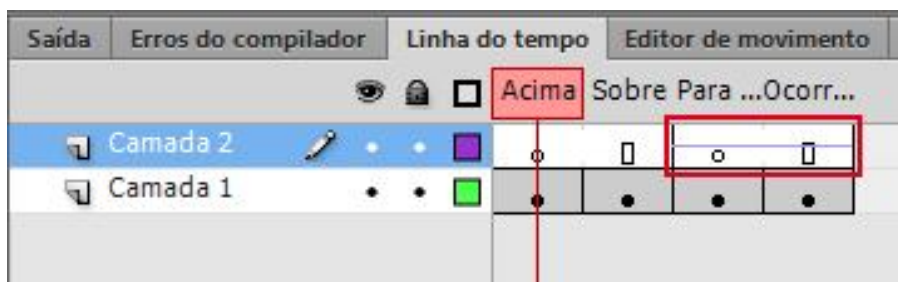 Saída Erros do compilador Linha do tempo Editor de movimento
Acima Sobre Para ...Ocorr...
Camada 2
Camada 1